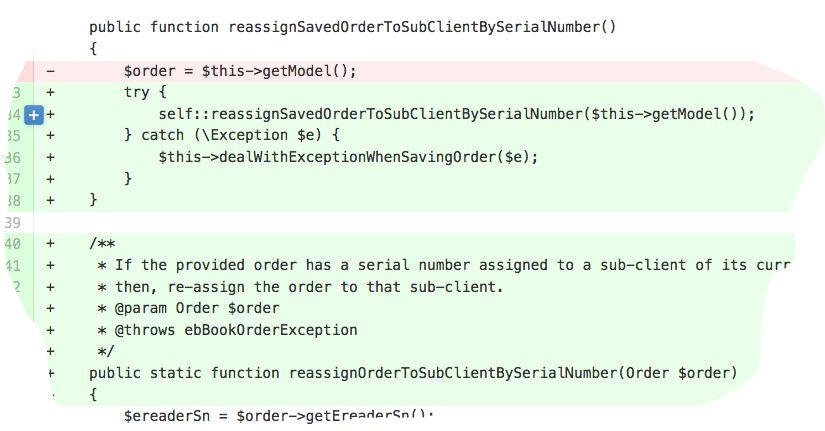 public function reassignSavedOrderToSubClientBySerialNumber()
{
- $order = $this->getModel();
3 + try {
34 + + self::reassignSavedOrderToSubClientBySerialNumber($this->getModel());
35 + } catch (\Exception $e) {
36 + $this->dealWithExceptionWhenSavingOrder($e);
37 + }
38 + }
39
40 + /**
41 + * If the provided order has a serial number assigned to a sub-client of its curr
2 + * then, re-assign the order to that sub-client.
+ * @param Order $order
+ * @throws ebBookOrderException
+ */
+ public static function reassignOrderToSubClientBySerialNumber(Order $order)
{
$ereaderSn = $order->getEreaderSn();